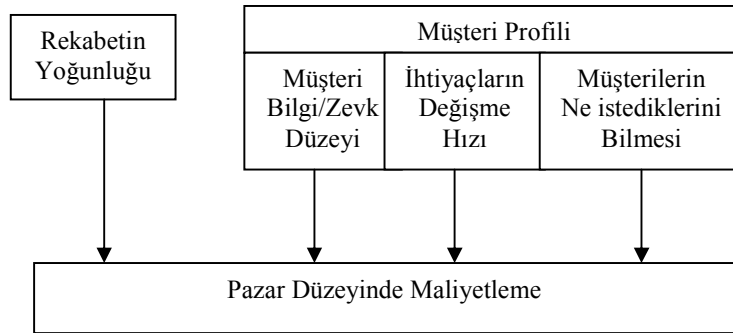 Rekabetin
Yoğunluğu
Müşteri Profili
Müşteri
Bilgi/Zevk
Düzeyi
İhtiyaçların
Değişme
Hızı
Müşterilerin
Ne istediklerini
Bilmesi
Pazar Düzeyinde Maliyetleme